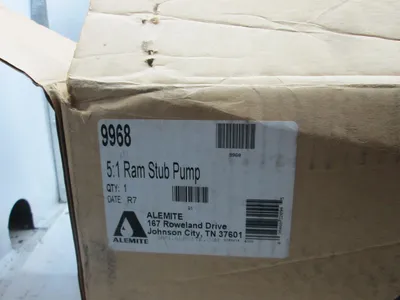 9968
9968
5:1 Ram Stub Pump
QTY: 1
DATE: R7
ALEMITE
167 Roweland Drive
Johnson City, TN 37601
ALEMITE